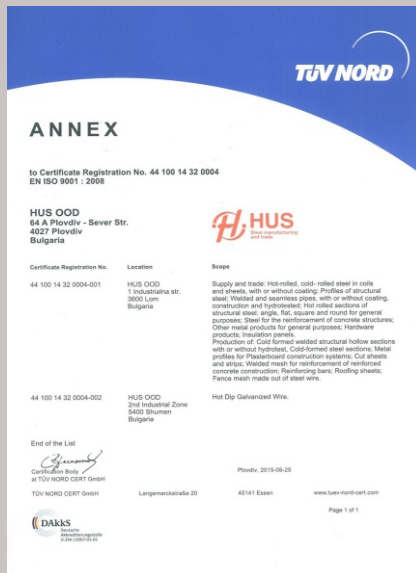 TÜV NORD
ANNEX
to Certificate Registration No. 44 100 14 32 0004
EN ISO 9001 : 2008
HUS OOD
64 A Plovdiv - Sever Str.
4027 Plovdiv
Bulgaria
HUS
Steel manufacturing
and trade
Certificate Registration No. Location Scope
44 100 14 32 0004-001
HUS OOD
1 Industrialna str.
3600 Lom
Bulgaria
Supply and trade: Hot-rolled, cold- rolled steel in coils
and sheets, with or without coating; Profiles of structural
steel; Welded and seamless pipes, with or without coating,
construction and hydrotested; Hot rolled sections of
structural steel: angle, flat, square and round for general
purposes; Steel for the reinforcement of concrete structures;
Other metal products for general purposes; Hardware
products; Insulation panels.
Production of: Cold formed welded structural hollow sections
with or without hydrotest, Cold-formed steel sections; Metal
profiles for Plasterboard construction systems; Cut sheets
and strips; Welded mesh for reinforcement of reinforced
concrete construction; Reinforcing bars; Roofing sheets;
Fence mesh made out of steel wire.
44 100 14 32 0004-002
HUS OOD
2nd Industrial Zone
5400 Shumen
Bulgaria
Hot Dip Galvanized Wire.
End of the List
Certification Body
at TÜV NORD CERT GmbH
Plovdiv, 2015-06-25
TÜV NORD CERT GmbH Langemarckstraße 20 45141 Essen www.tuev-nord-cert.com
Page 1 of 1
DAkkS
Deutsche
Akkreditierungsstelle